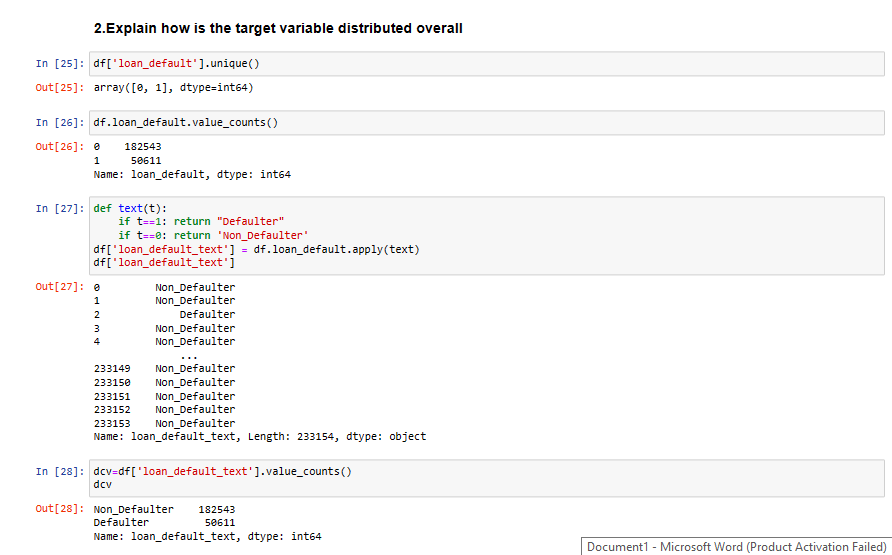 2.Explain how is the target variable distributed overall
In [25]: df['loan_default'].unique()
Out[25]: array([0, 1], dtype=int64)
In [26]: df.loan_default.value_counts()
Out[26]: 0    182543
1     50611
Name: loan_default, dtype: int64
In [27]: def text(t):
    if t==1: return "Defaulter"
    if t==0: return 'Non_Defaulter'
df['loan_default_text'] = df.loan_default.apply(text)
df['loan_default_text']
Out[27]: 0         Non_Defaulter
1         Non_Defaulter
2             Defaulter
3         Non_Defaulter
4         Non_Defaulter
              ...
233149    Non_Defaulter
233150    Non_Defaulter
233151    Non_Defaulter
233152    Non_Defaulter
233153    Non_Defaulter
Name: loan_default_text, Length: 233154, dtype: object
In [28]: dcv=df['loan_default_text'].value_counts()
dcv
Out[28]: Non_Defaulter    182543
Defaulter         50611
Name: loan_default_text, dtype: int64
Document1 - Microsoft Word (Product Activation Failed)